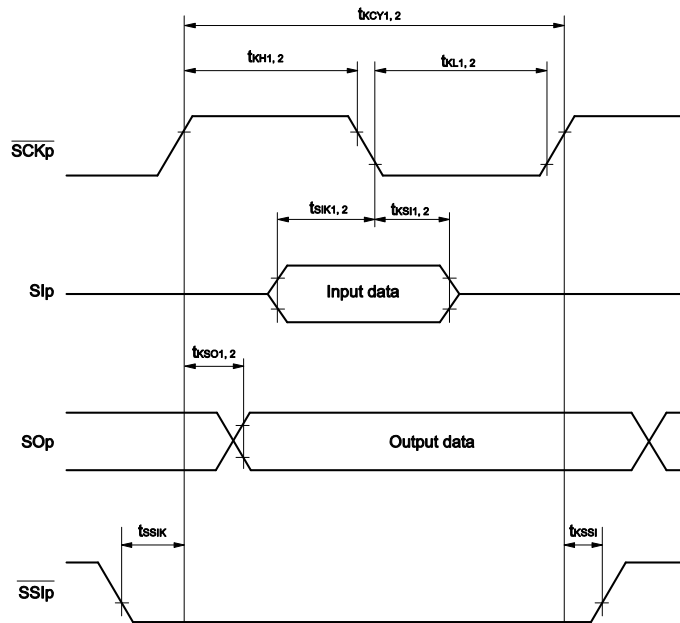 tKCY1, 2
tKH1, 2
tKL1, 2
SCKp
tSIK1, 2
tKSI1, 2
SIp
Input data
tKSO1, 2
SOp
Output data
tSSIK
tKSSI
SSIp